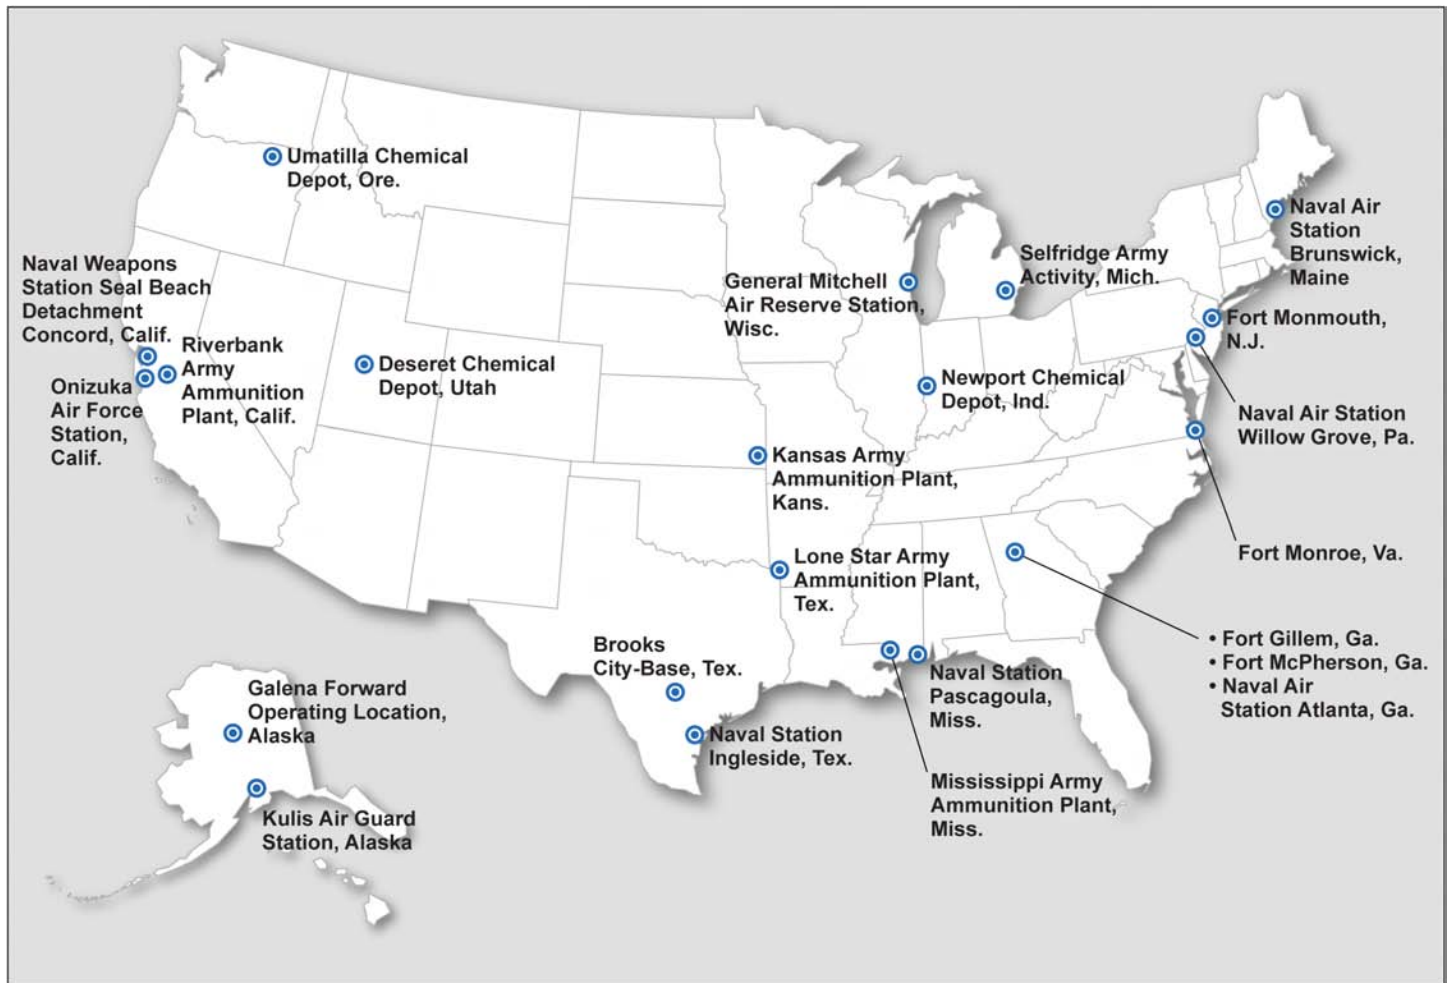 Umatilla Chemical
Depot, Ore.
Naval Weapons
Station Seal Beach
Detachment
Concord, Calif.
Riverbank
Army
Ammunition
Plant, Calif.
Onizuka
Air Force
Station,
Calif.
Deseret Chemical
Depot, Utah
General Mitchell
Air Reserve Station,
Wisc.
Selfridge Army
Activity, Mich.
Naval Air
Station
Brunswick,
Maine
Fort Monmouth,
N.J.
Newport Chemical
Depot, Ind.
Naval Air Station
Willow Grove, Pa.
Kansas Army
Ammunition Plant,
Kans.
Fort Monroe, Va.
Lone Star Army
Ammunition Plant,
Tex.
• Fort Gillem, Ga.
• Fort McPherson, Ga.
• Naval Air
Station Atlanta, Ga.
Brooks
City-Base, Tex.
Naval Station
Pascagoula,
Miss.
Galena Forward
Operating Location,
Alaska
Naval Station
Ingleside, Tex.
Mississippi Army
Ammunition Plant,
Miss.
Kulis Air Guard
Station, Alaska